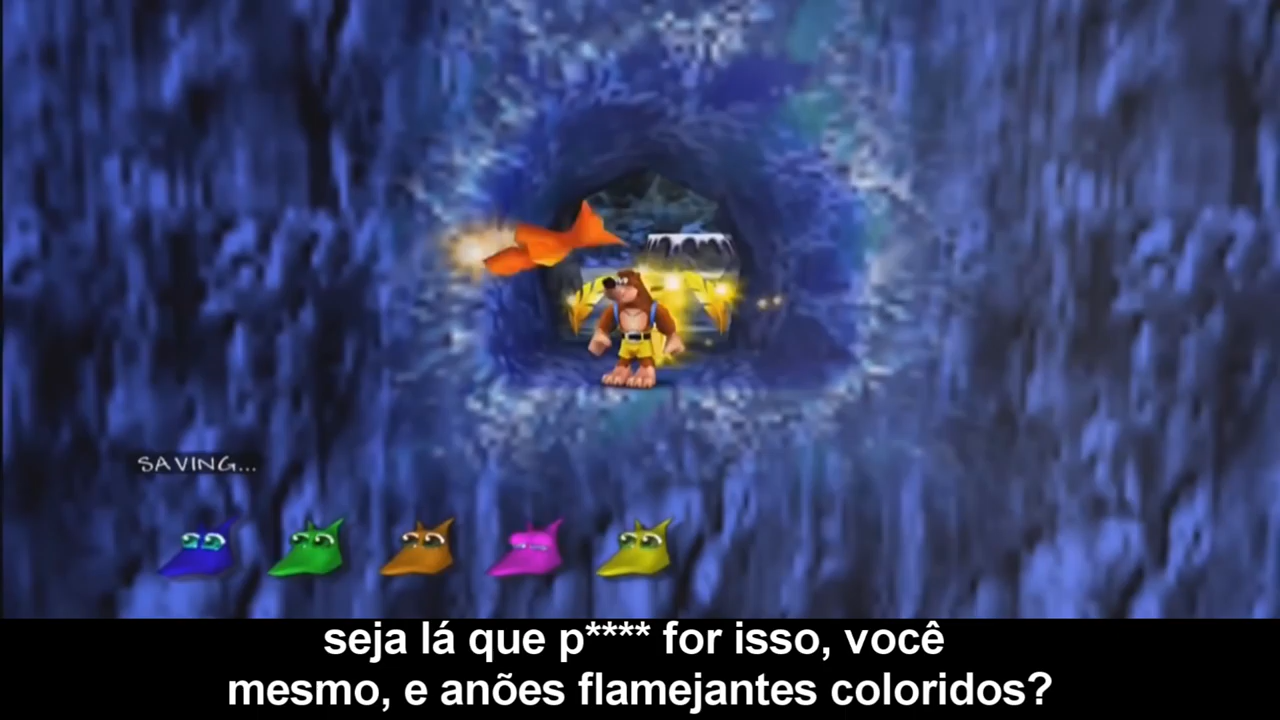 SAVING...
seja lá que p**** for isso, você
mesmo, e anões flamejantes coloridos?